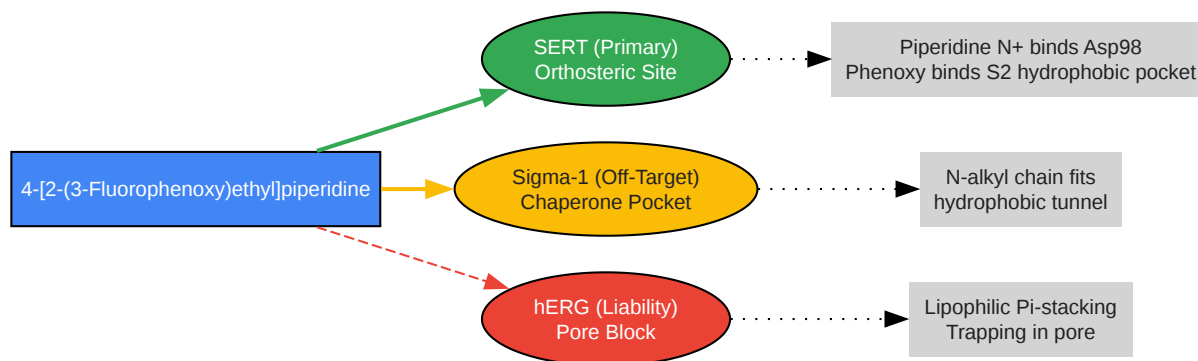 SERT (Primary)
Orthosteric Site
Piperidine N+ binds Asp98
Phenoxy binds S2 hydrophobic pocket
4-[2-(3-Fluorophenoxy)ethyl]piperidine
Sigma-1 (Off-Target)
Chaperone Pocket
N-alkyl chain fits
hydrophobic tunnel
hERG (Liability)
Pore Block
Lipophilic Pi-stacking
Trapping in pore